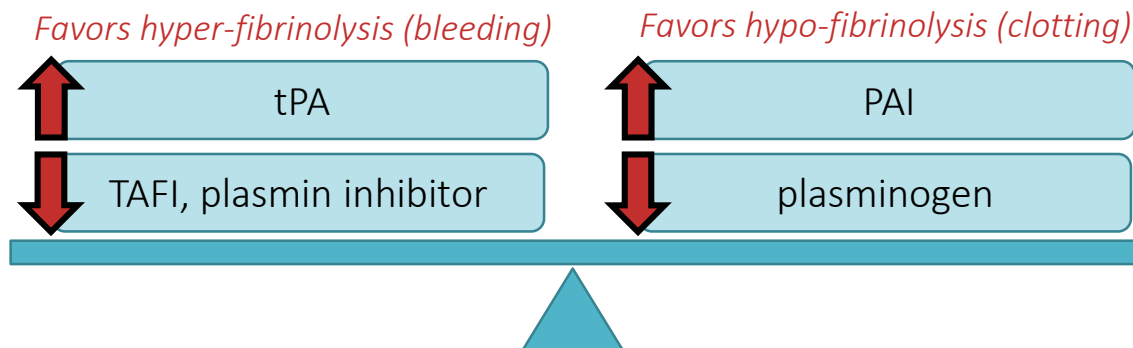 Favors hyper-fibrinolysis (bleeding)
Favors hypo-fibrinolysis (clotting)
tPA
PAI
TAFI, plasmin inhibitor
plasminogen